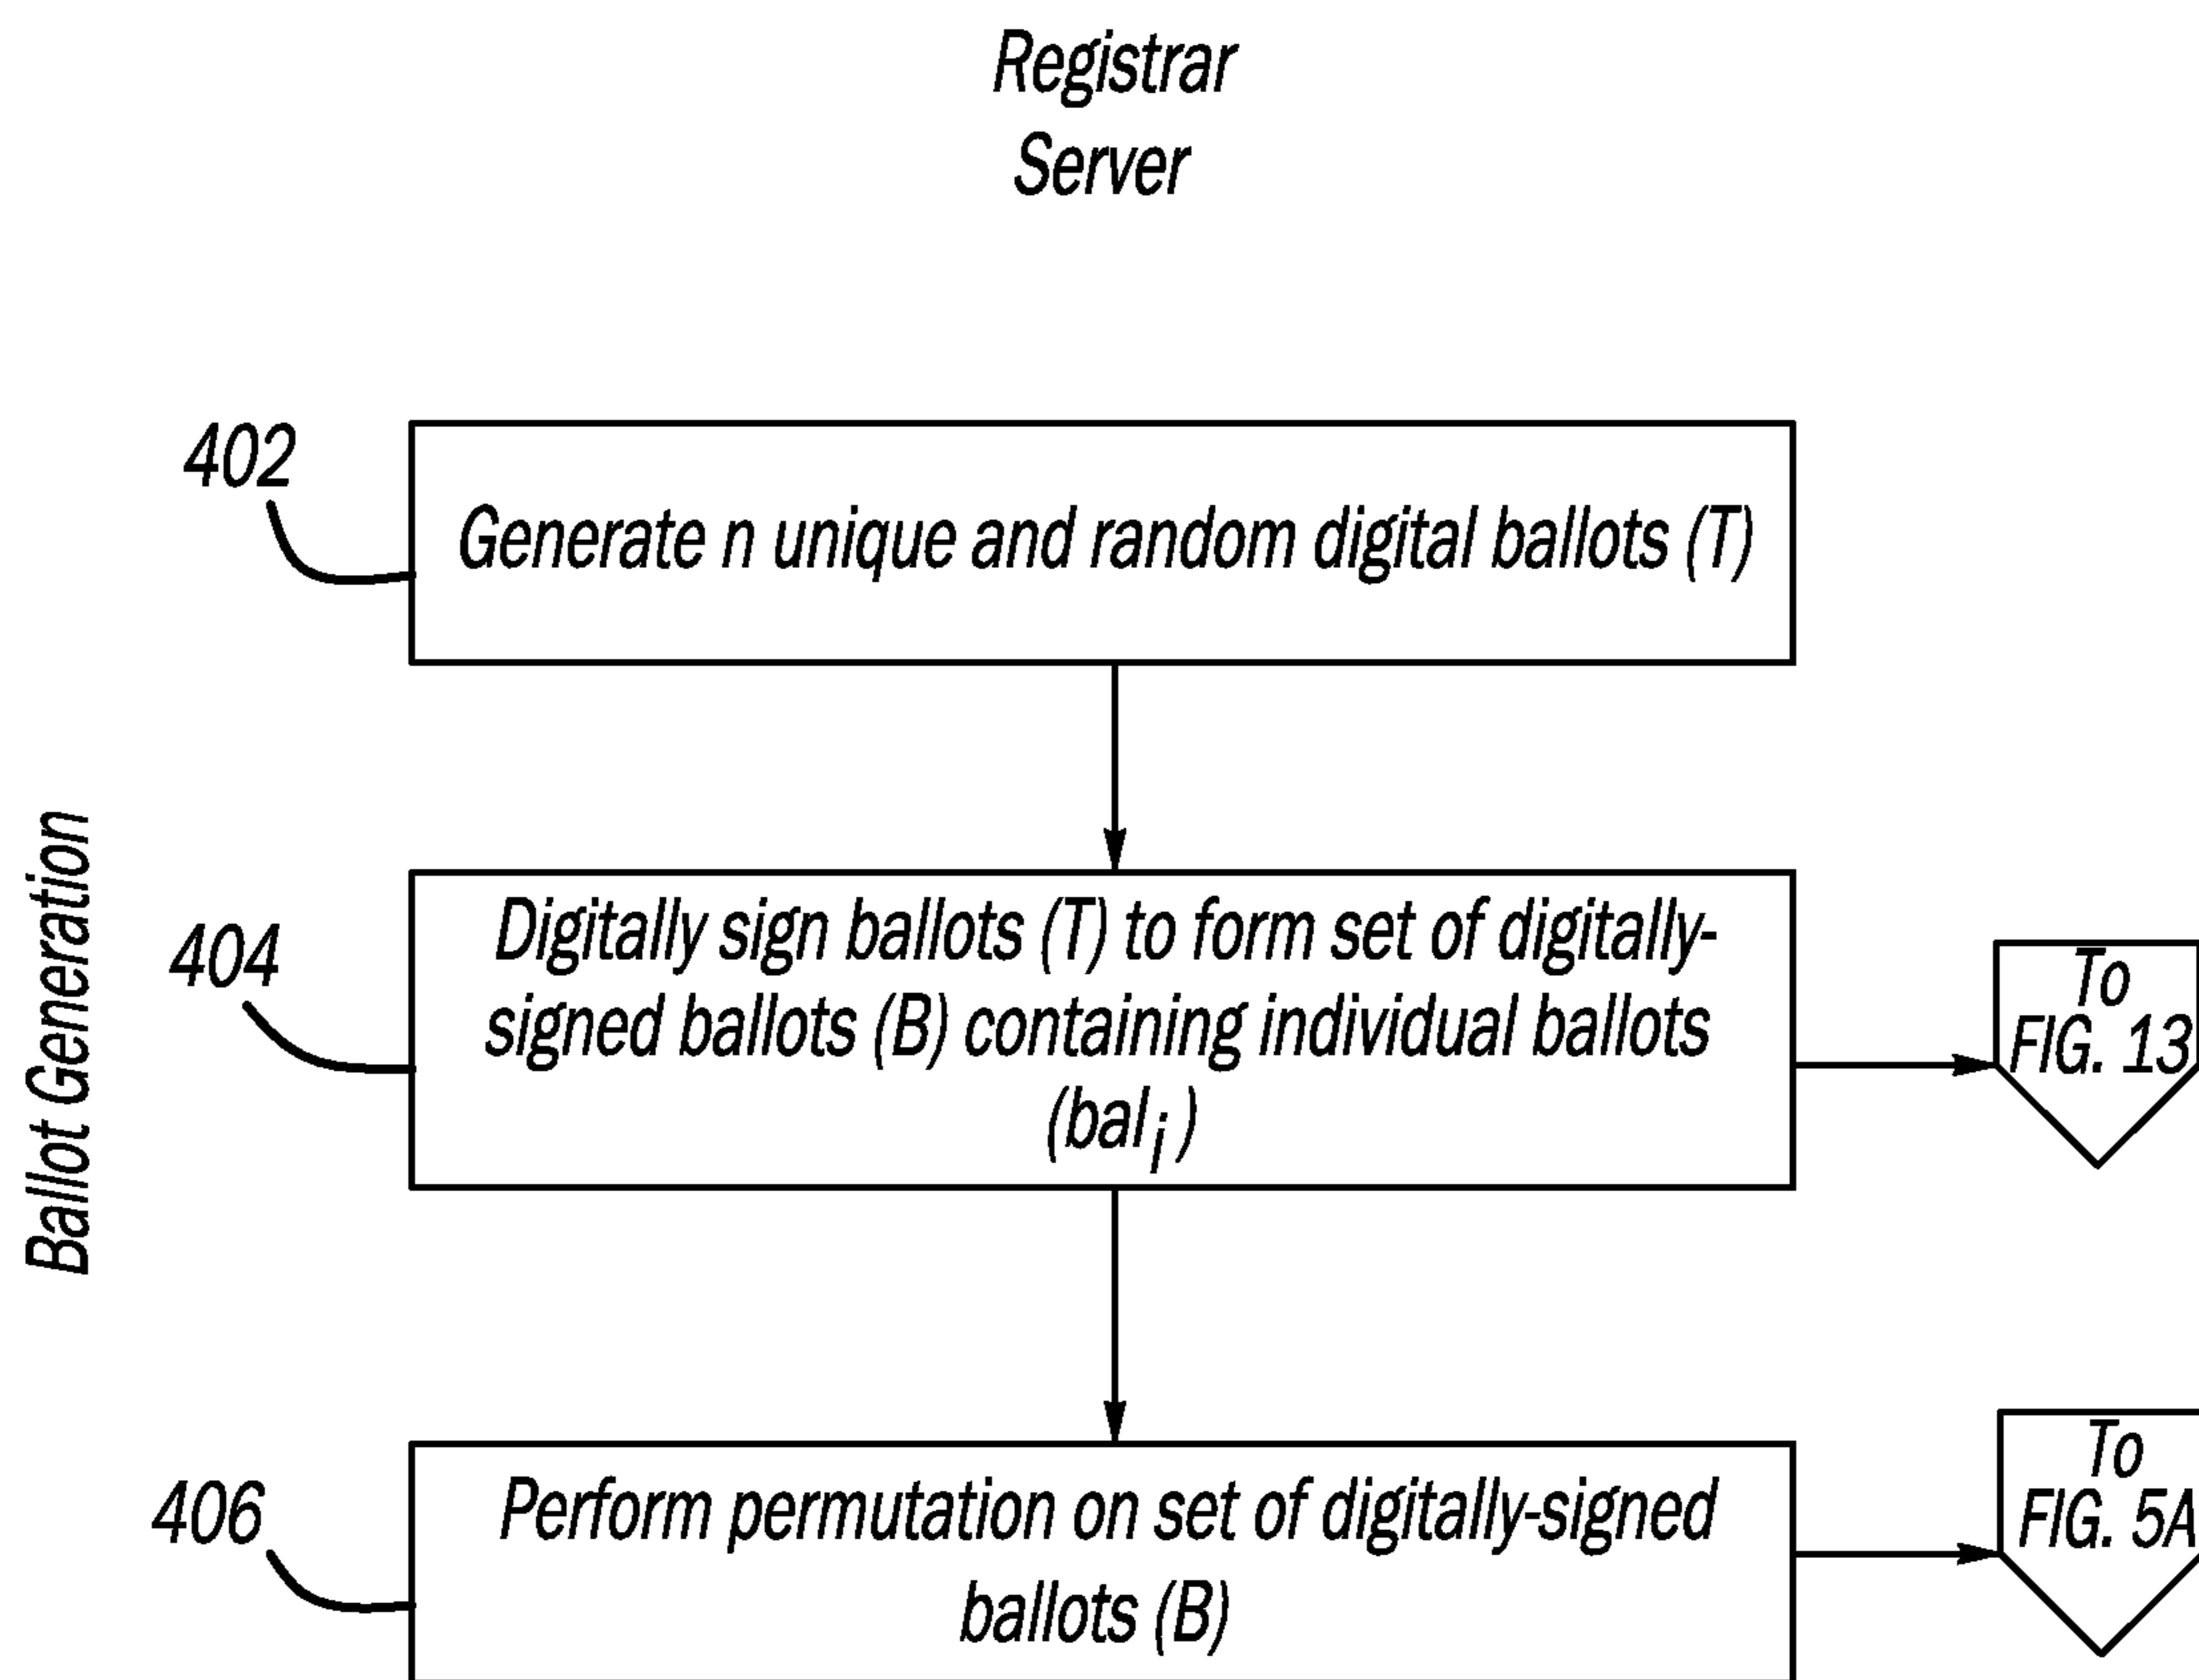 Registrar
Server
402
Generate n unique and random digital ballots (T)
Ballot Generation
404
Digitally sign ballots (T) to form set of digitally-
signed ballots (B) containing individual ballots
(bal i )
To
FIG. 13
406
Perform permutation on set of digitally-signed
ballots (B)
To
FIG. 5A